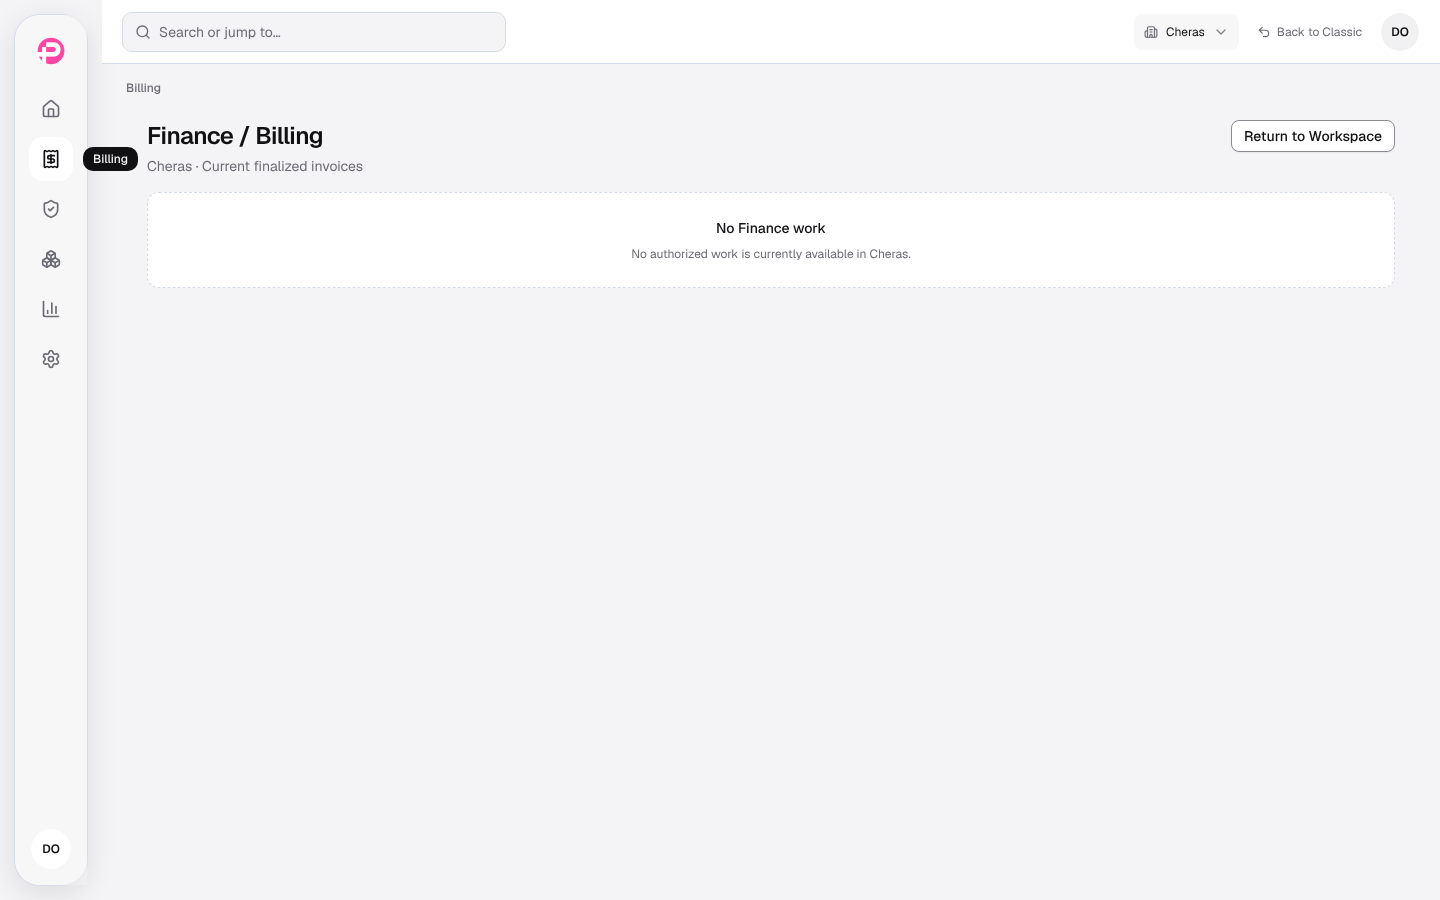 Search or jump to...
Cheras
Back to Classic
DO
Billing
Finance / Billing
Return to Workspace
Billing
Cheras · Current finalized invoices
No Finance work
No authorized work is currently available in Cheras.
DO